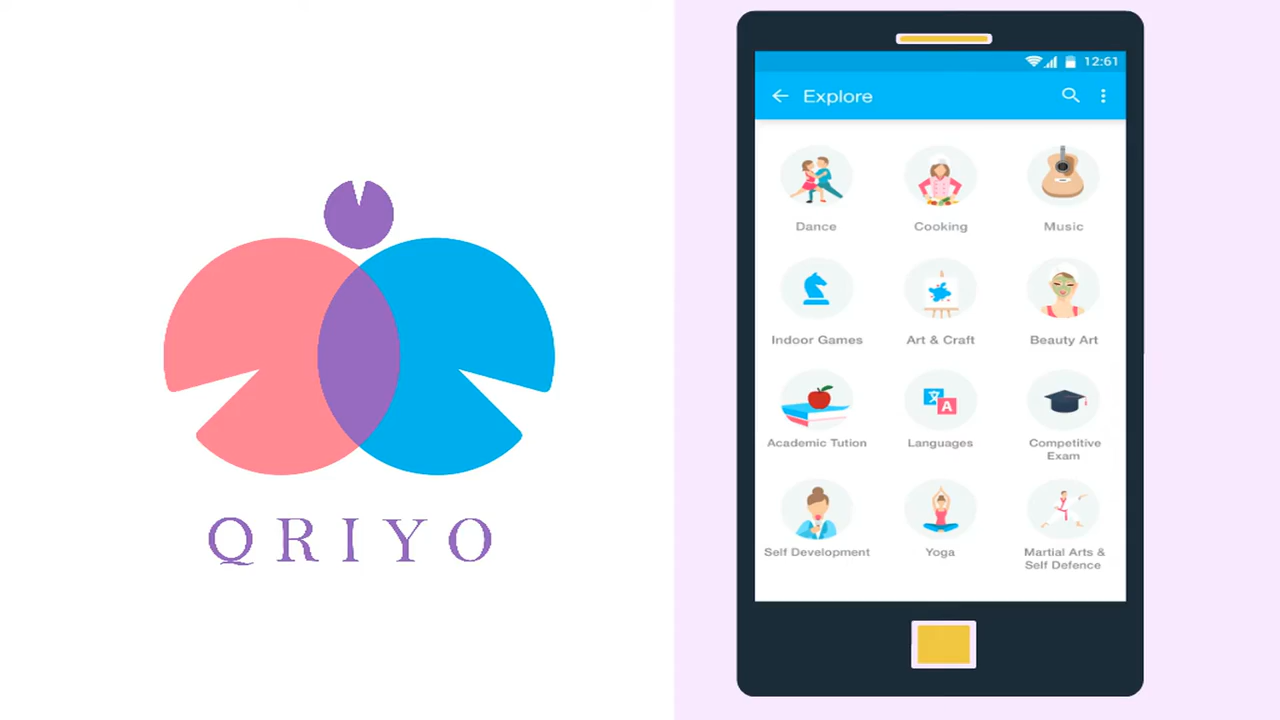 QRIYO
12:61
Explore
Dance Cooking Music
Indoor Games Art & Craft Beauty Art
Academic Tution Languages Competitive
Exam
Self Development Yoga Martial Arts &
Self Defence
A